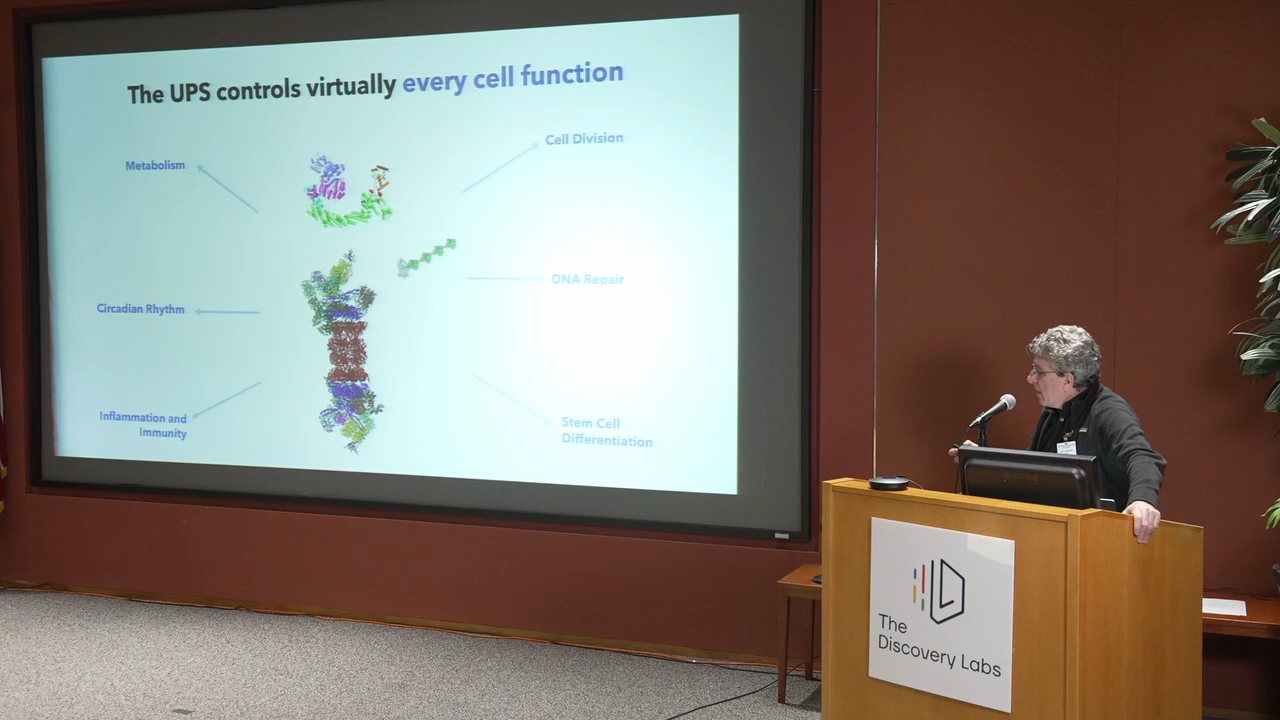 The UPS controls virtually every cell function
Metabolism
Cell Division
Circadian Rhythm
DNA Repair
Inflammation and
Immunity
Stem Cell
Differentiation
The
Discovery Labs